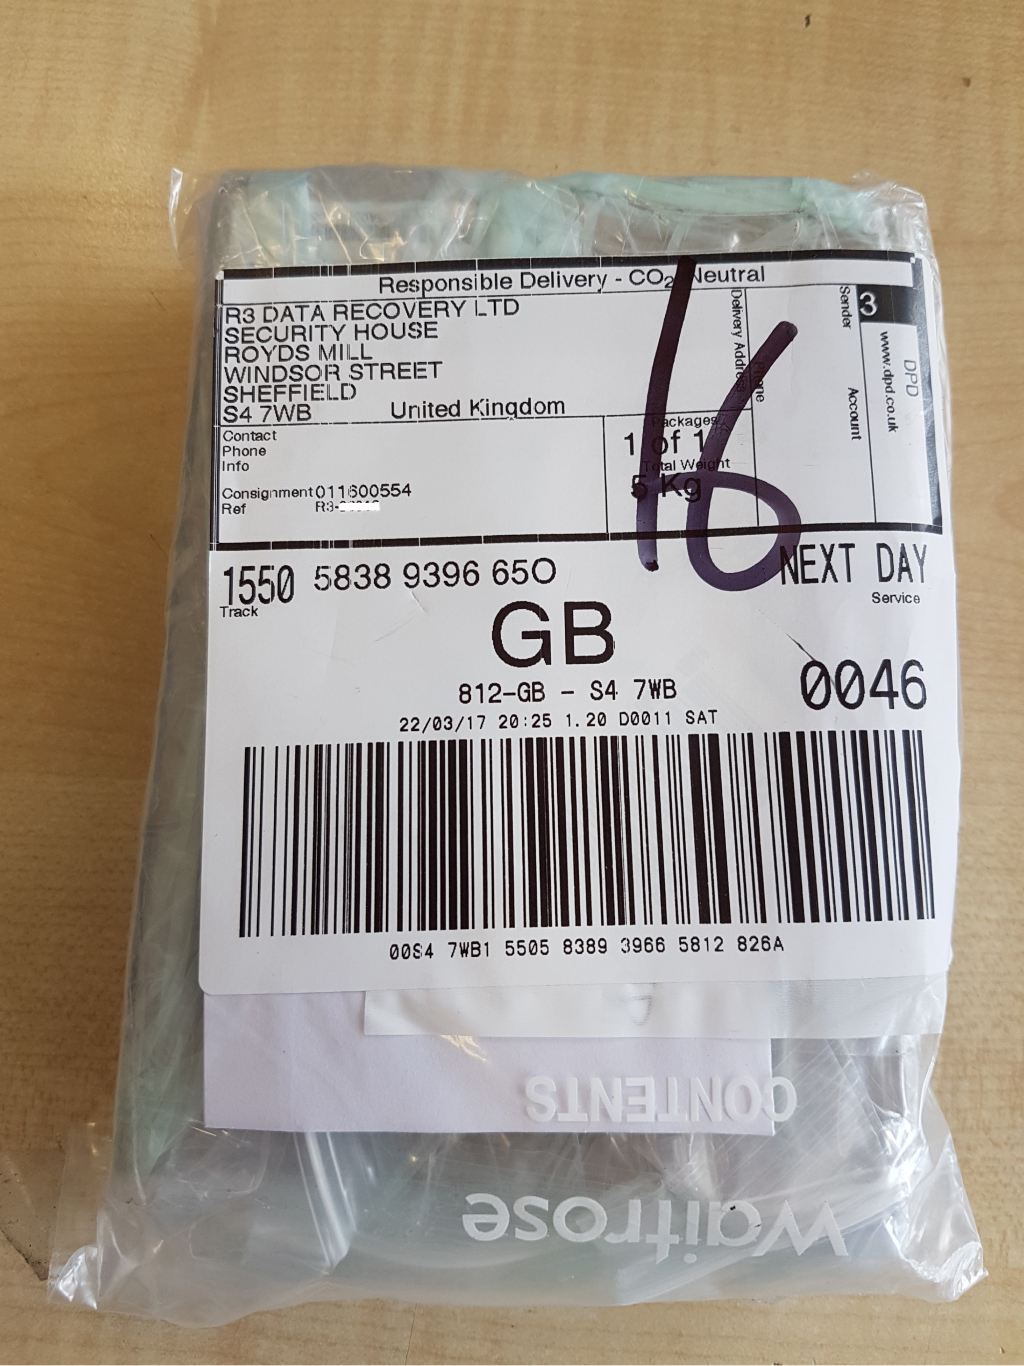 Responsible Delivery - CO2 Neutral
R3 DATA RECOVERY LTD
SECURITY HOUSE
ROYDS MILL
WINDSOR STREET
SHEFFIELD
S4 7WB United Kingdom
Delivery Address
Phone
Sender
Account
3
DPD
www.dpd.co.uk
Contact
Phone
Info
Consignment 011600554
Ref R3-
Packages
1 of 1
Total Weight
5 Kg
16
1550 5838 9396 65O
Track
NEXT DAY
Service
GB
0046
812-GB - S4 7WB
22/03/17 20:25 1.20 D0011 SAT
00S4 7WB1 5505 8389 3966 5812 826A
CONTENTS
Waitrose